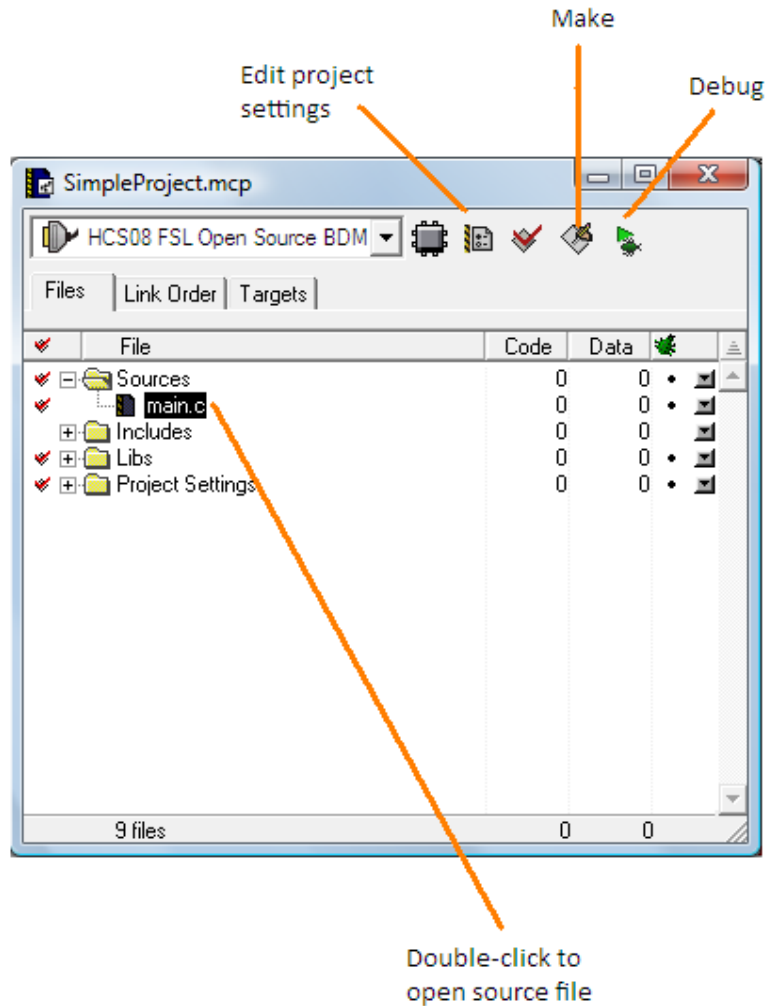 Make
Edit project
settings
Debug
SimpleProject.mcp
HCS08 FSL Open Source BDM
Files Link Order Targets
File Code Data
Sources 0 0
main.c 0 0
Includes 0 0
Libs 0 0
Project Settings 0 0
9 files 0 0
Double-click to
open source file